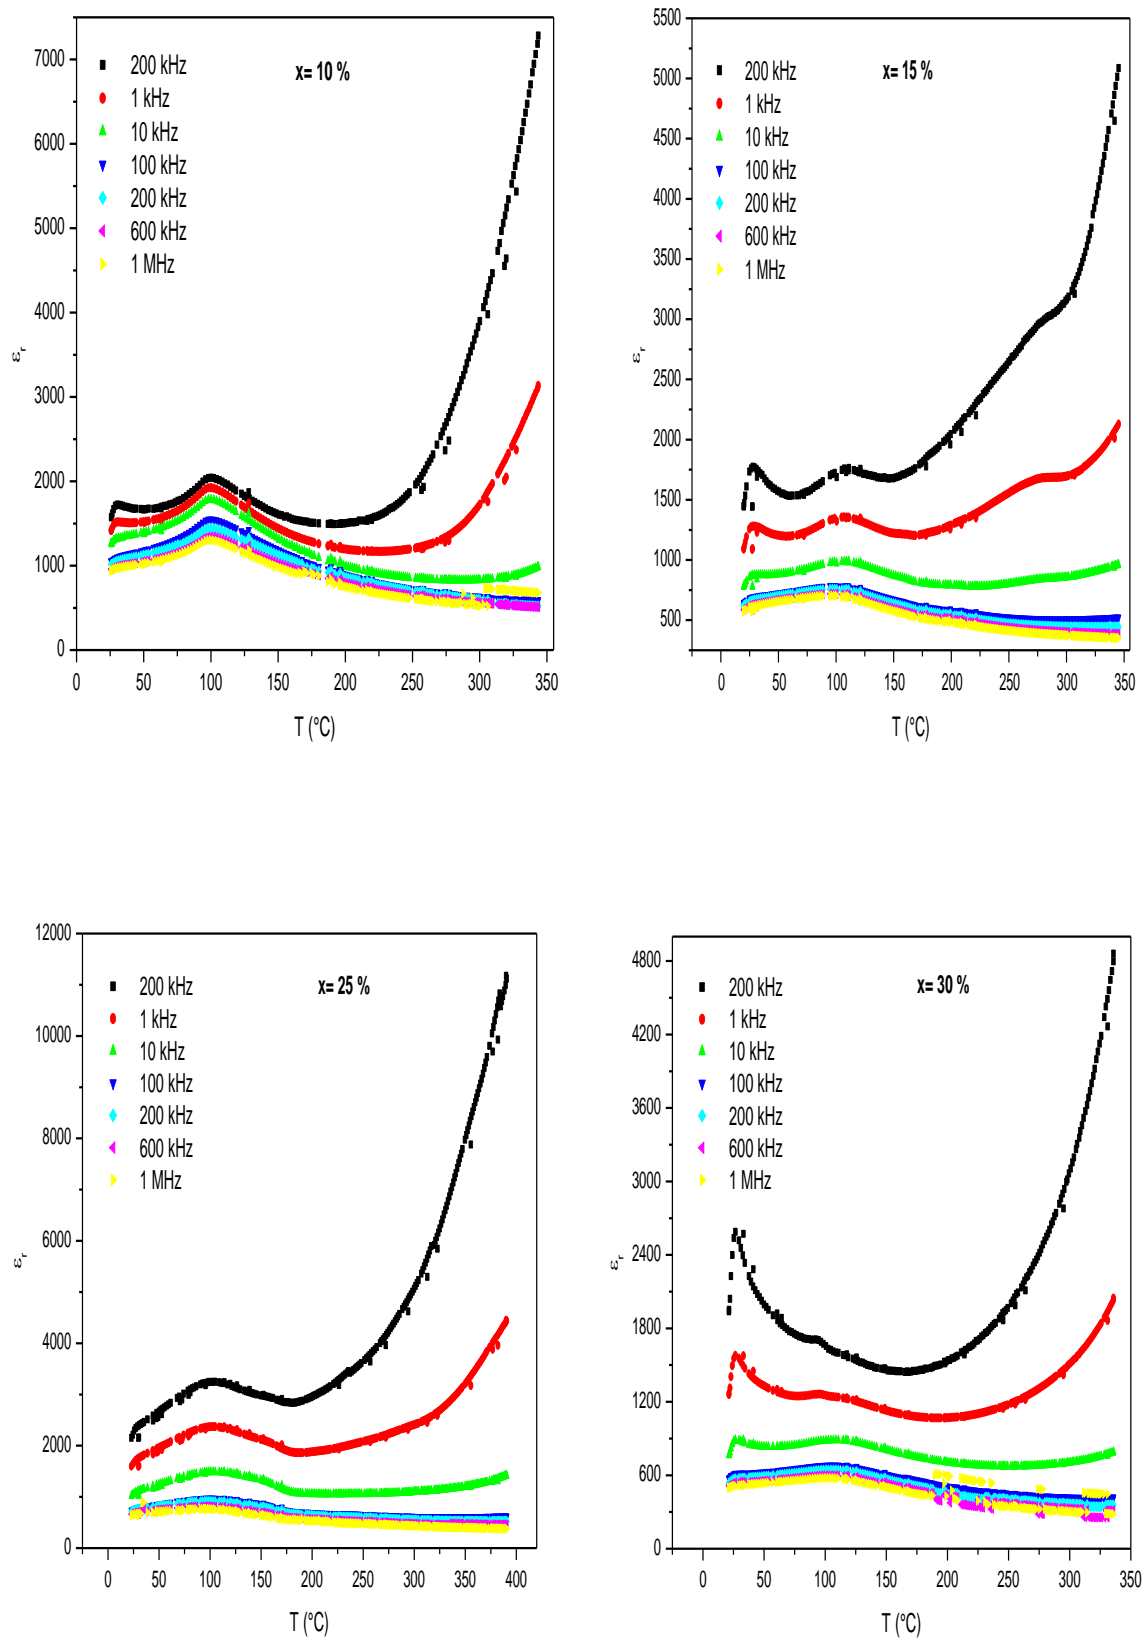 x= 10 %
200 kHz
1 kHz
10 kHz
100 kHz
200 kHz
600 kHz
1 MHz
7000
6000
5000
4000
3000
2000
1000
0
εr
0 50 100 150 200 250 300 350
T (°C)
x= 15 %
200 kHz
1 kHz
10 kHz
100 kHz
200 kHz
600 kHz
1 MHz
5500
5000
4500
4000
3500
3000
2500
2000
1500
1000
500
εr
0 50 100 150 200 250 300 350
T (°C)
x= 25 %
200 kHz
1 kHz
10 kHz
100 kHz
200 kHz
600 kHz
1 MHz
12000
10000
8000
6000
4000
2000
0
εr
0 50 100 150 200 250 300 350 400
T (°C)
x= 30 %
200 kHz
1 kHz
10 kHz
100 kHz
200 kHz
600 kHz
1 MHz
4800
4200
3600
3000
2400
1800
1200
600
0
εr
0 50 100 150 200 250 300 350
T (°C)